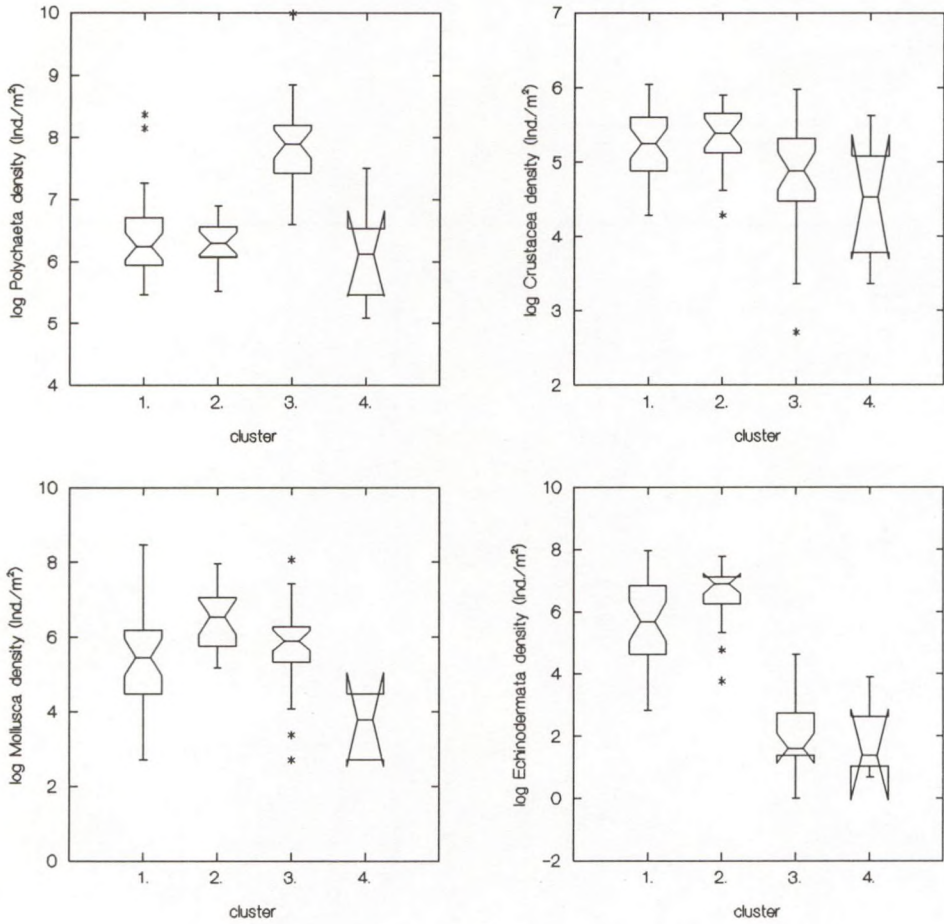 log Polychaeta density (Ind./m²)
10
9
8
7
6
5
4
1. 2. 3. 4.
cluster
log Crustacea density (Ind./m²)
7
6
5
4
3
2
1. 2. 3. 4.
cluster
log Mollusca density (Ind./m²)
10
8
6
4
2
0
1. 2. 3. 4.
cluster
log Echinodermata density (Ind./m²)
10
8
6
4
2
0
-2
1. 2. 3. 4.
cluster